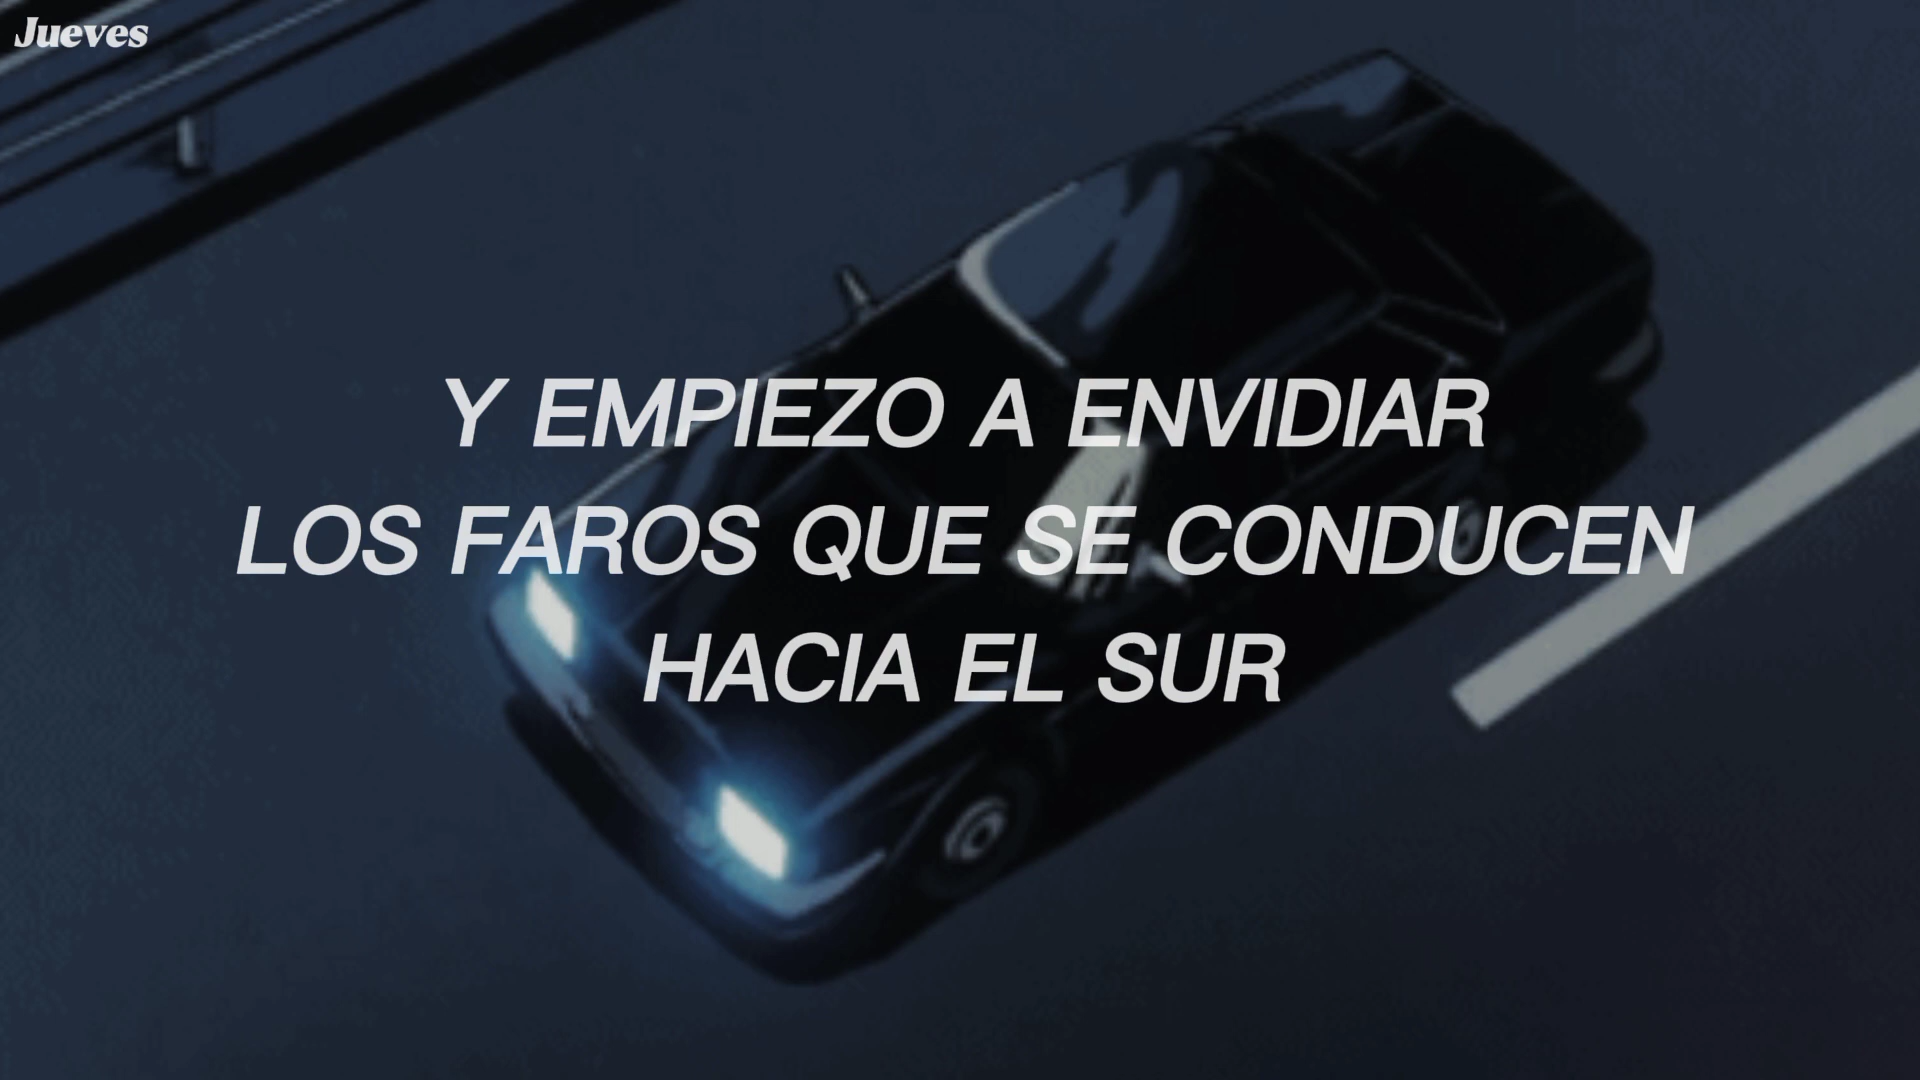 Jueves
Y EMPIEZO A ENVIDIAR
LOS FAROS QUE SE CONDUCEN
HACIA EL SUR